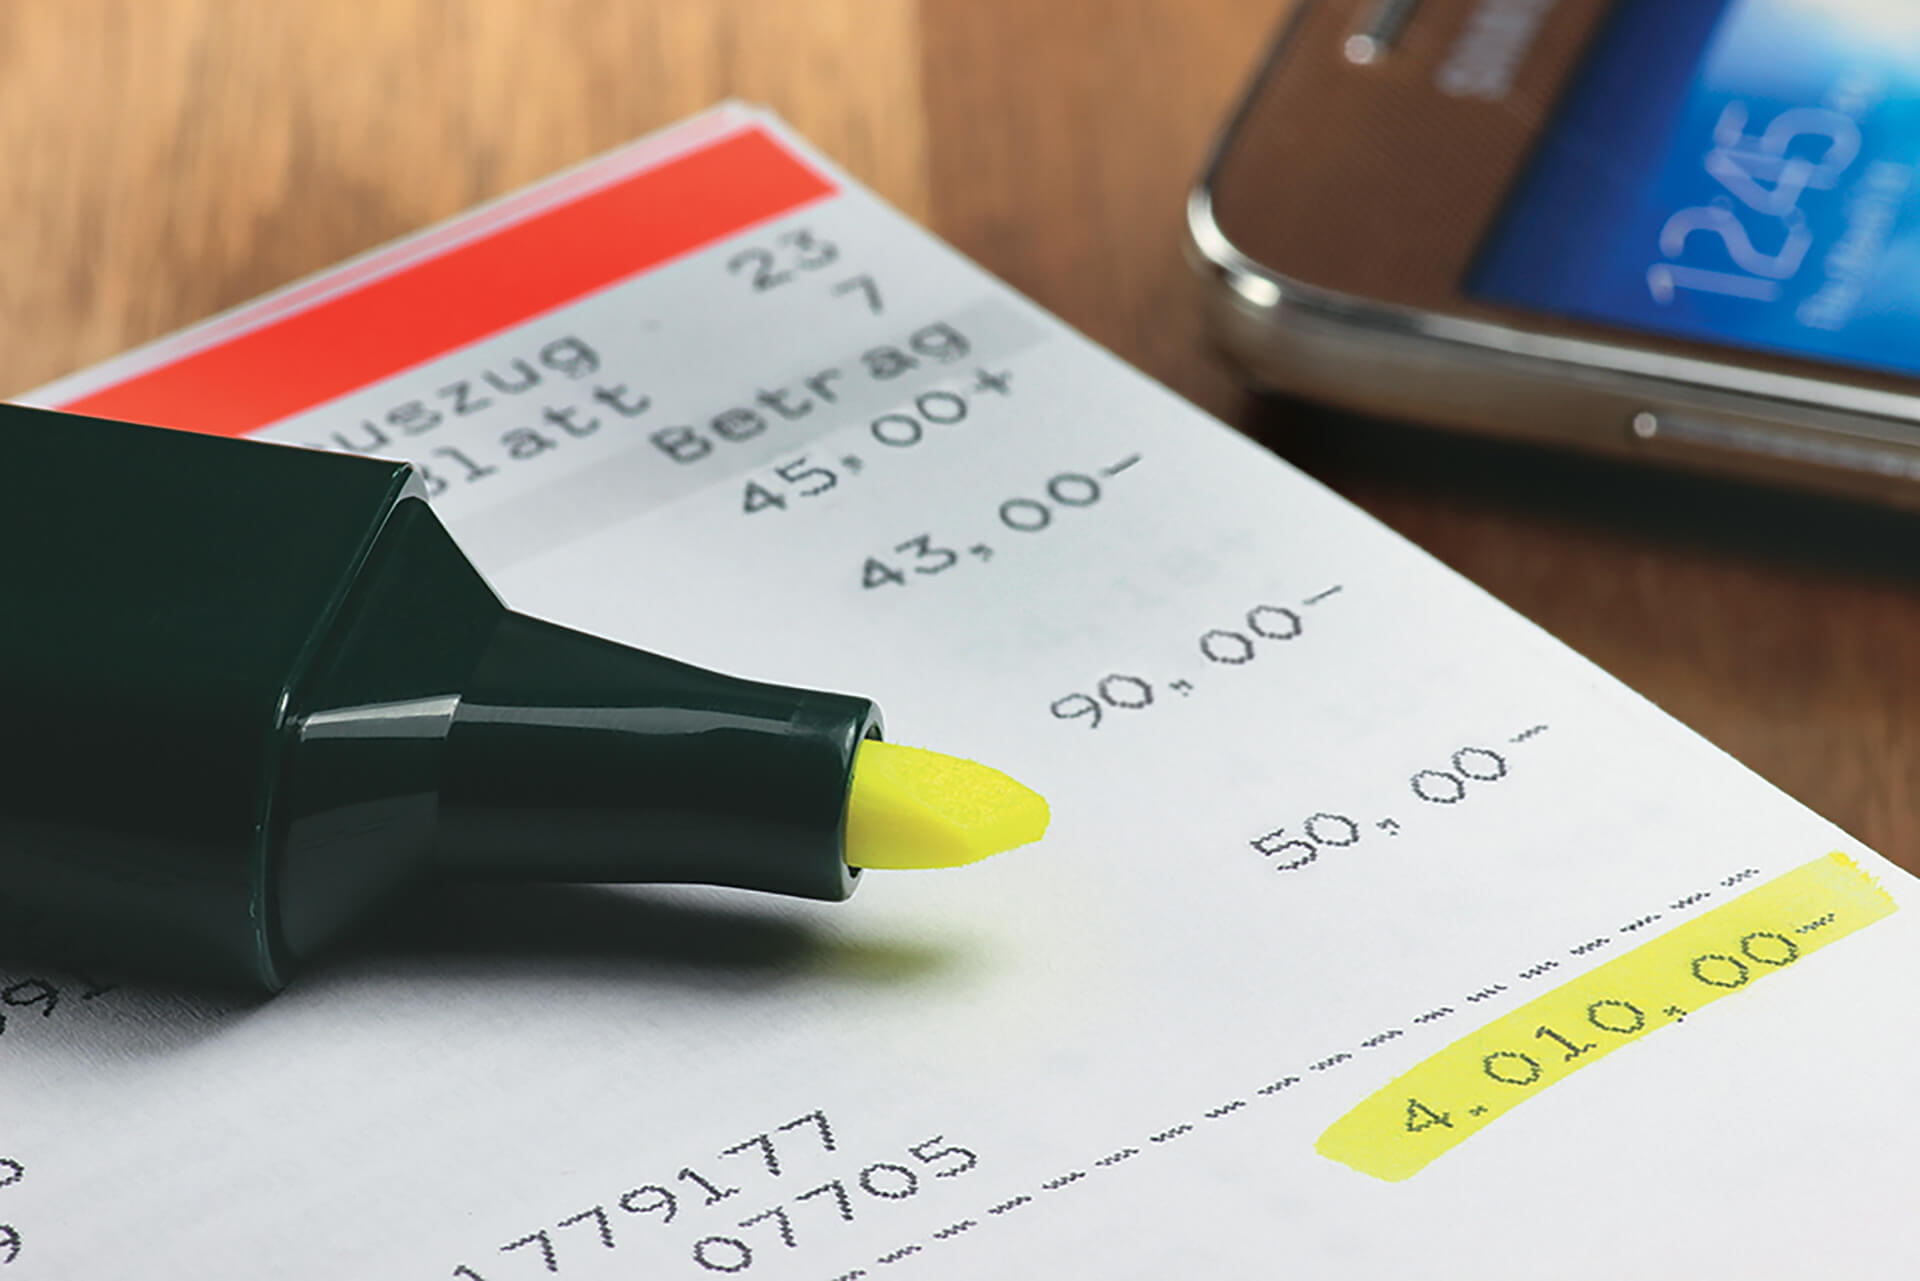 uszug 23
latt 7
Betrag
45,00+
43,00-
90,00-
50,00-
4.010,00-
779177
07705
SAMSUNG
12:45